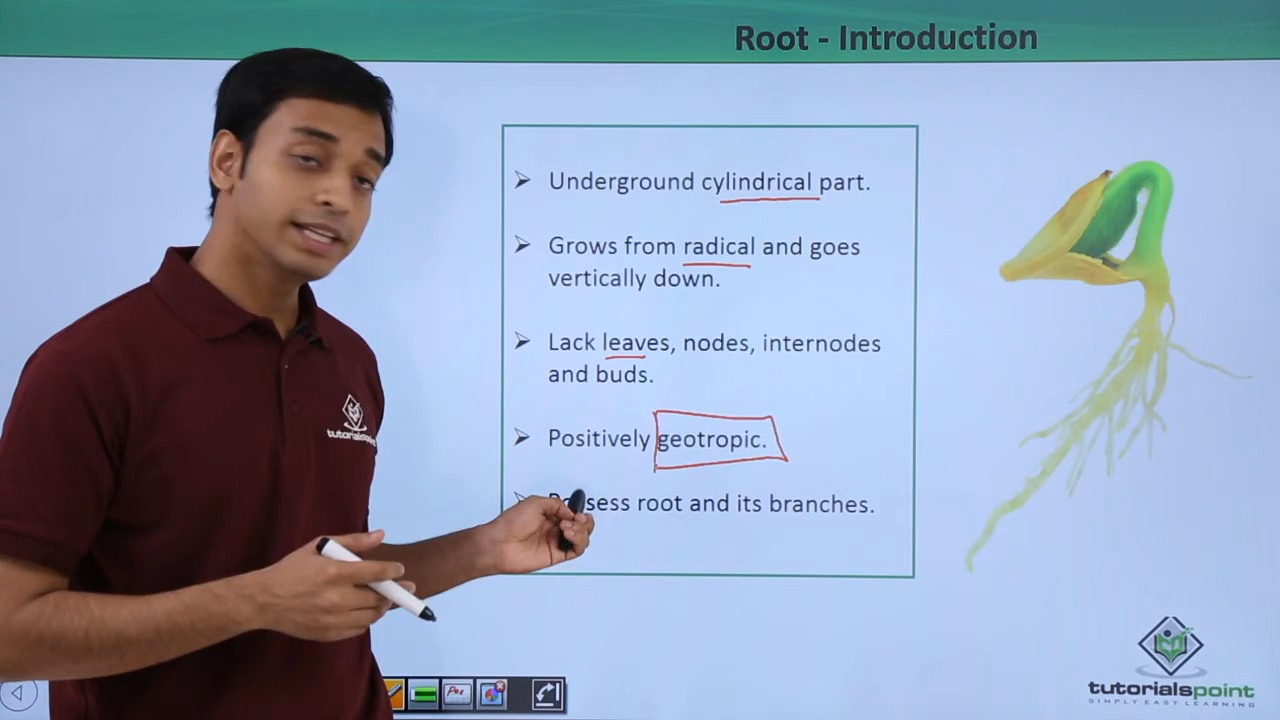 Root - Introduction
Underground cylindrical part.
Grows from radical and goes
vertically down.
Lack leaves, nodes, internodes
and buds.
Positively geotropic.
root and its branches.
tutorialspoint
tutorialspoint
SIMPLY EASY LEARNING